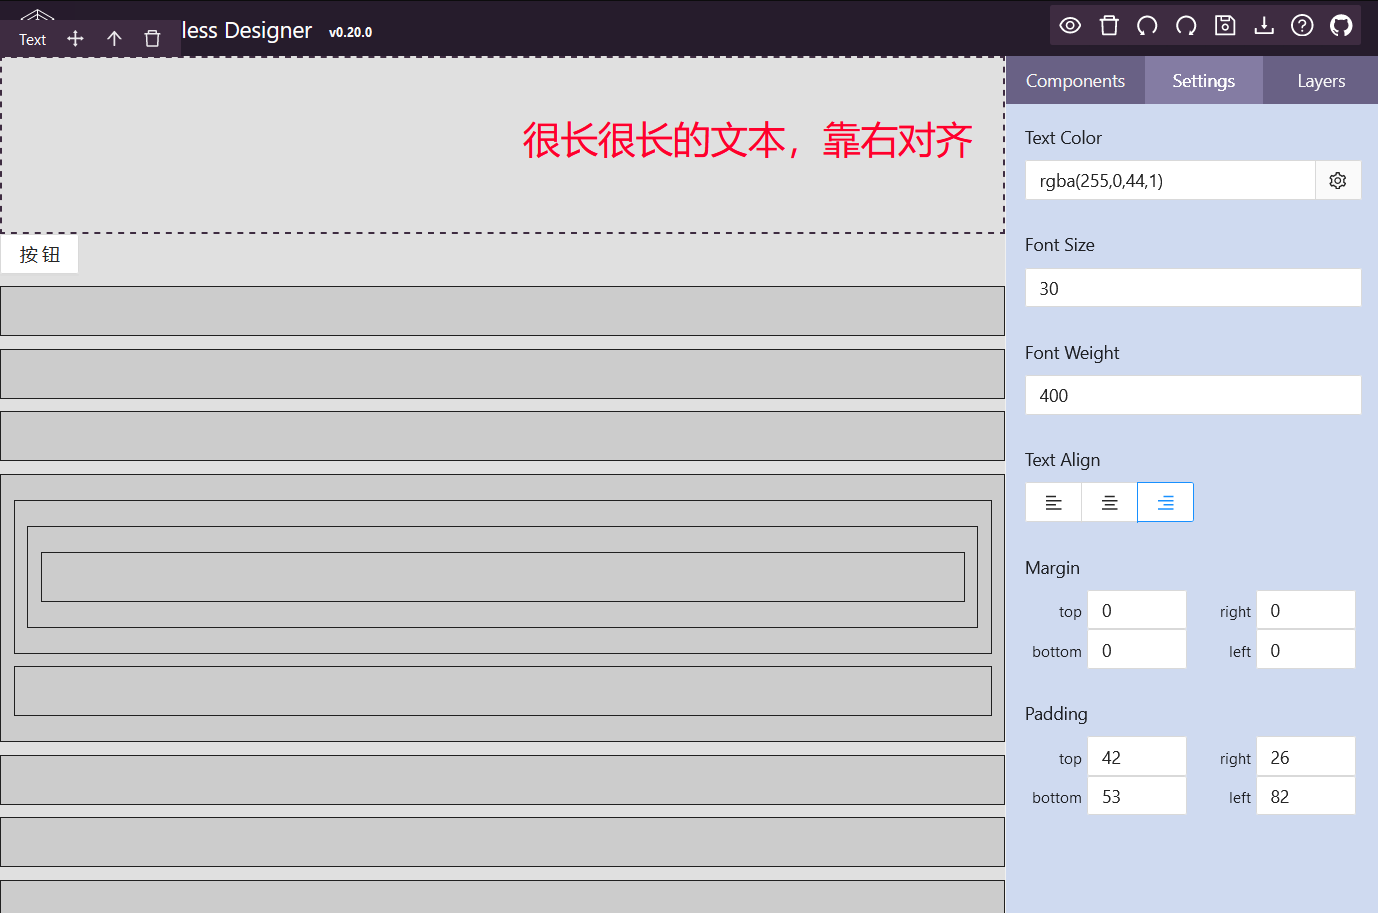 Text
less Designer v0.20.0
Components Settings Layers
很长很长的文本，靠右对齐
按钮
Text Color
rgba(255,0,44,1)
Font Size
30
Font Weight
400
Text Align
Margin
top 0 right 0
bottom 0 left 0
Padding
top 42 right 26
bottom 53 left 82